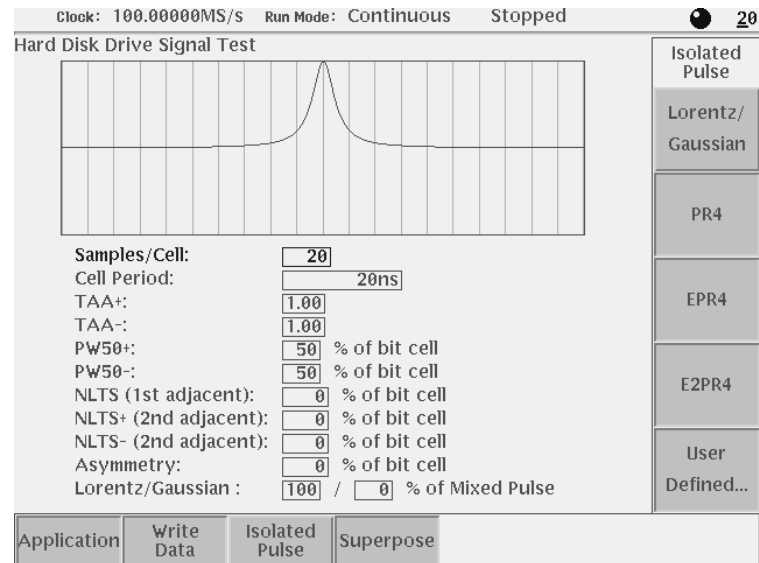 Clock: 100.00000MS/s Run Mode: Continuous Stopped 20
Hard Disk Drive Signal Test
Isolated
Pulse
Lorentz/
Gaussian
PR4
EPR4
E2PR4
User
Defined...
Samples/Cell: 20
Cell Period: 20ns
TAA+: 1.00
TAA-: 1.00
PW50+: 50 % of bit cell
PW50-: 50 % of bit cell
NLTS (1st adjacent): 0 % of bit cell
NLTS+ (2nd adjacent): 0 % of bit cell
NLTS- (2nd adjacent): 0 % of bit cell
Asymmetry: 0 % of bit cell
Lorentz/Gaussian : 100 / 0 % of Mixed Pulse
Application
Write
Data
Isolated
Pulse
Superpose